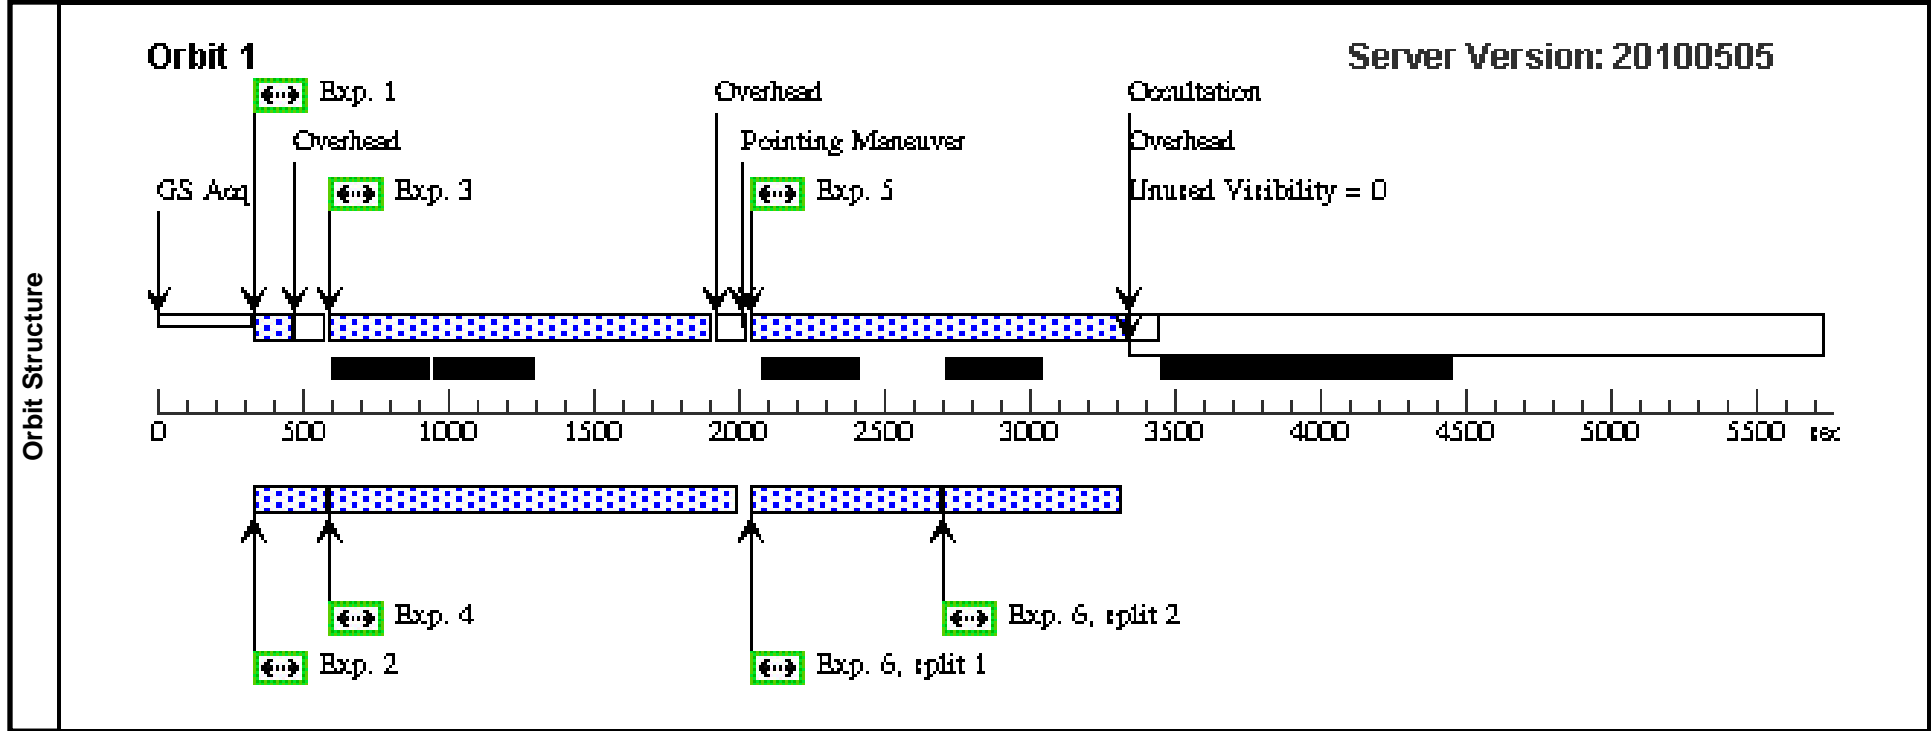 Orbit Structure
Orbit 1
Server Version: 20100505
Exp. 1
Overhead
Occultation
Overhead
Pointing Maneuver
Overhead
GS Acq
Exp. 3
Exp. 5
Unused Visibility = 0
0 500 1000 1500 2000 2500 3000 3500 4000 4500 5000 5500 sec
Exp. 4
Exp. 6, split 2
Exp. 2
Exp. 6, split 1